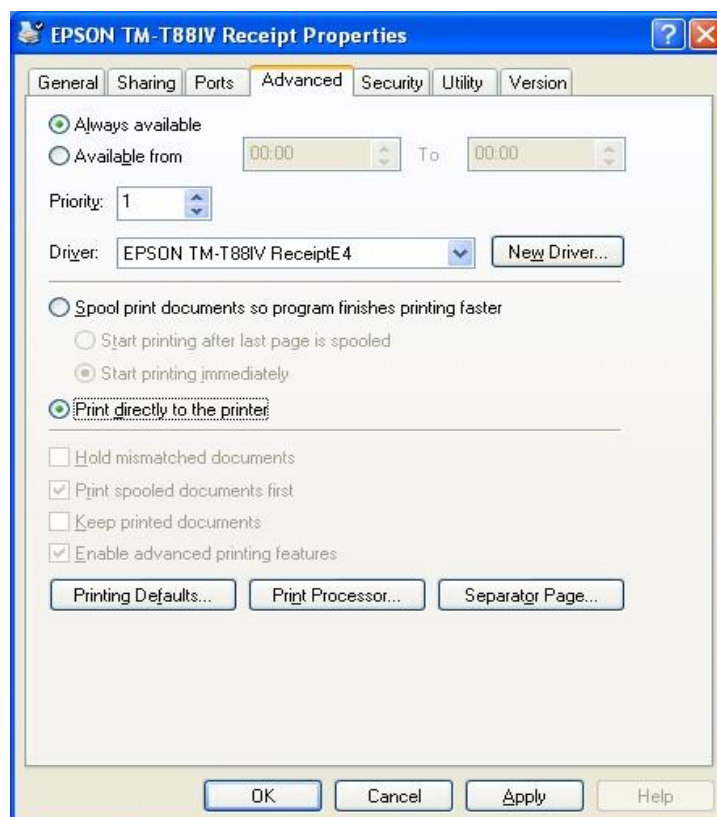 EPSON TM-T88IV Receipt Properties
General Sharing Ports Advanced Security Utility Version
Always available
Available from 00:00 To 00:00
Priority: 1
Driver: EPSON TM-T88IV ReceiptE4 New Driver...
Spool print documents so program finishes printing faster
Start printing after last page is spooled
Start printing immediately
Print directly to the printer
Hold mismatched documents
Print spooled documents first
Keep printed documents
Enable advanced printing features
Printing Defaults... Print Processor... Separator Page...
OK Cancel Apply Help